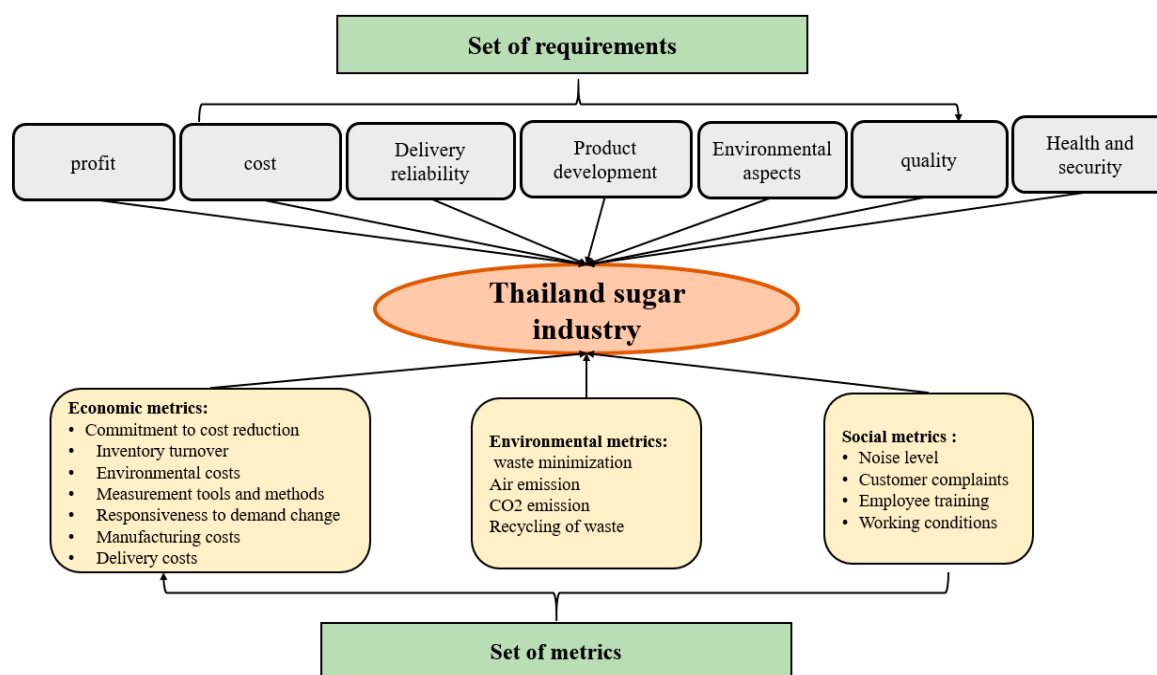 Set of requirements
profit
cost
Delivery
reliability
Product
development
Environmental
aspects
quality
Health and
security
Thailand sugar
industry
Economic metrics:
• Commitment to cost reduction
• Inventory turnover
• Environmental costs
• Measurement tools and methods
• Responsiveness to demand change
• Manufacturing costs
• Delivery costs
Environmental metrics:
waste minimization
Air emission
CO2 emission
Recycling of waste
Social metrics :
• Noise level
• Customer complaints
• Employee training
• Working conditions
Set of metrics